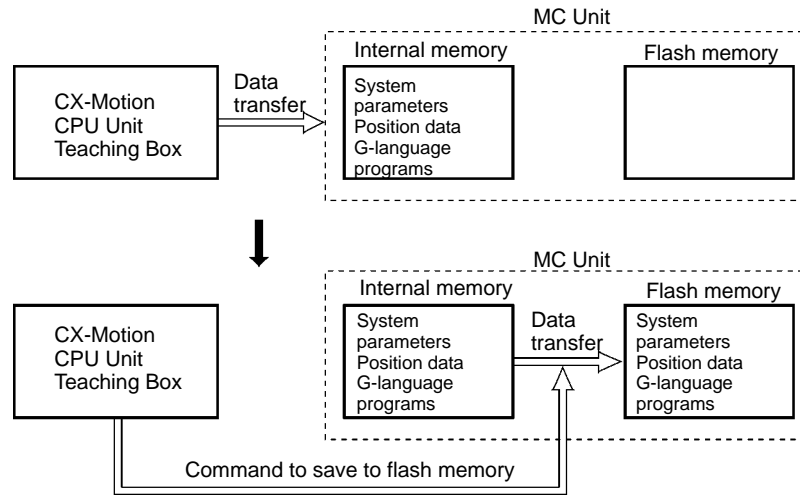 MC Unit
Internal memory
Flash memory
CX-Motion
CPU Unit
Teaching Box
Data
transfer
System
parameters
Position data
G-language
programs
MC Unit
Internal memory
Flash memory
CX-Motion
CPU Unit
Teaching Box
System
parameters
Position data
G-language
programs
Data
transfer
System
parameters
Position data
G-language
programs
Command to save to flash memory